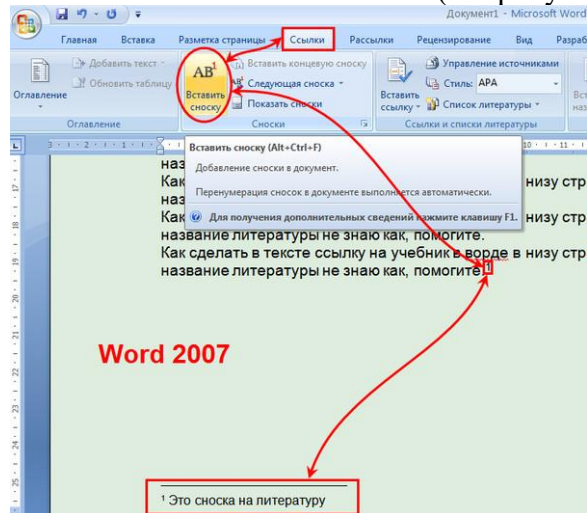 Документ1 - Microsoft Word
Главная Вставка Разметка страницы Ссылки Рассылки Рецензирование Вид Разраб
Оглавление
Добавить текст
Обновить таблицу
Оглавление
AB¹
Вставить сноску
Вставить концевую сноску
Следующая сноска
Показать сноски
Сноски
Вставить ссылку
Управление источниками
Стиль: APA
Список литературы
Ссылки и списки литературы
Вставить сноску (Alt+Ctrl+F)
Добавление сноски в документ.
Перенумерация сносок в документе выполняется автоматически.
Для получения дополнительных сведений нажмите клавишу F1.
наз
Как низу стр
наз
Как низу стр
название литературы не знаю как, помогите.
Как сделать в тексте ссылку на учебник в ворде в низу стр
название литературы не знаю как, помогите.¹
Word 2007
¹ Это сноска на литературу